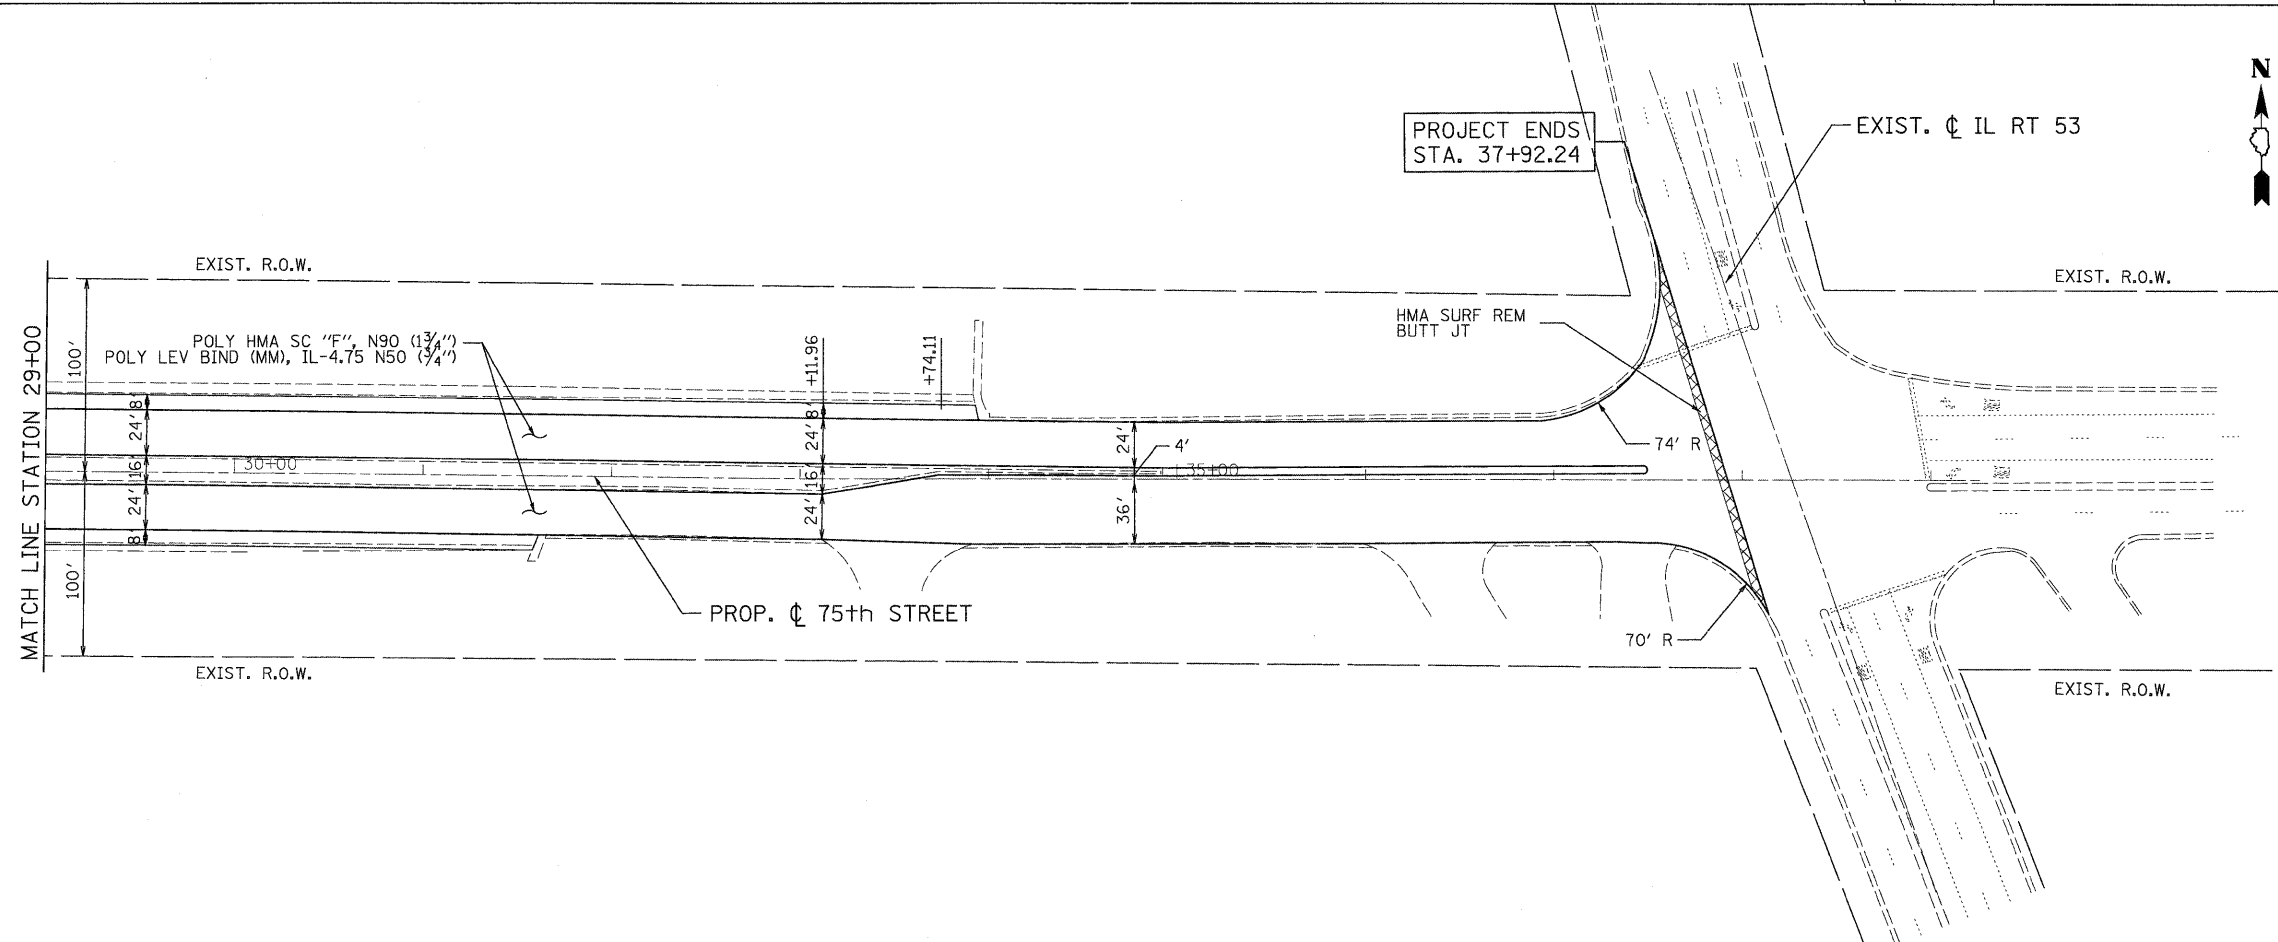 N
PROJECT ENDS
STA. 37+92.24
EXIST. ℄ IL RT 53
EXIST. R.O.W.
EXIST. R.O.W.
HMA SURF REM
BUTT JT
POLY HMA SC "F", N90 (1 3/4")
POLY LEV BIND (MM), IL-4.75 N50 (3/4")
MATCH LINE STATION 29+00
100'
100'
8'
24'
16'
24'
8'
+11.96
+74.11
8'
24'
16'
24'
24'
4'
36'
30+00
35+00
74' R
70' R
PROP. ℄ 75th STREET
EXIST. R.O.W.
EXIST. R.O.W.